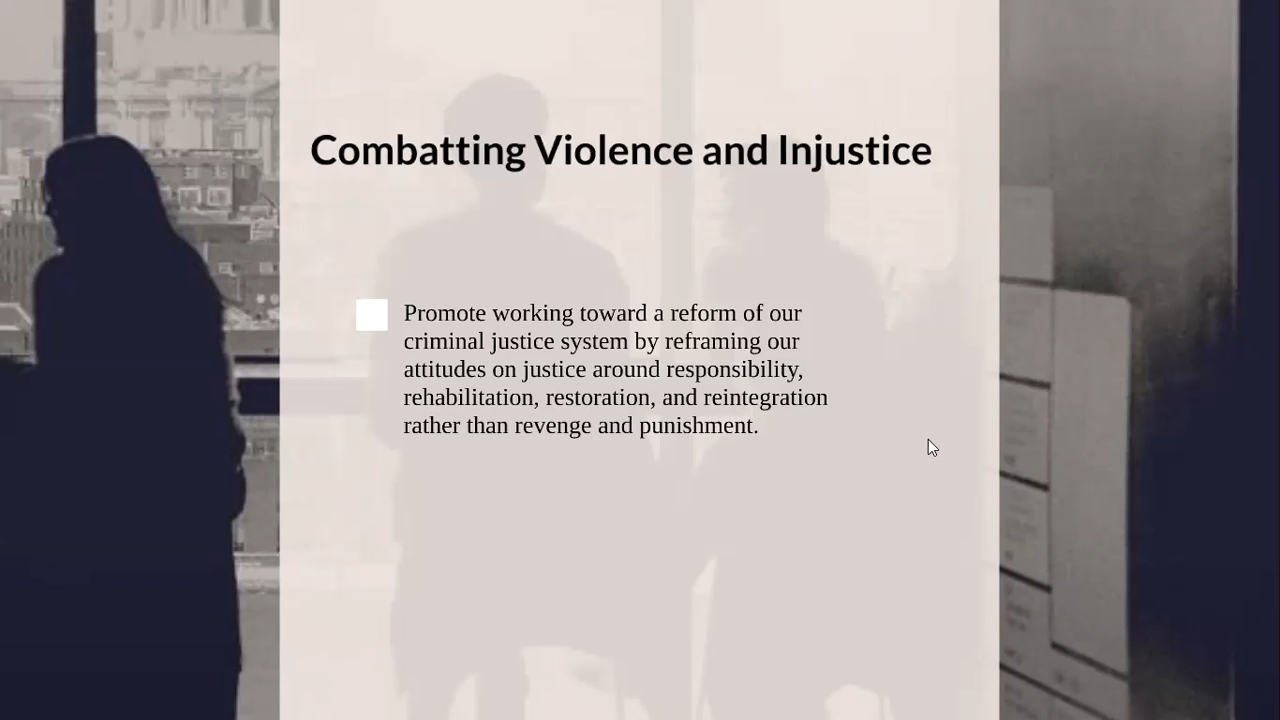 Combatting Violence and Injustice
Promote working toward a reform of our
criminal justice system by reframing our
attitudes on justice around responsibility,
rehabilitation, restoration, and reintegration
rather than revenge and punishment.